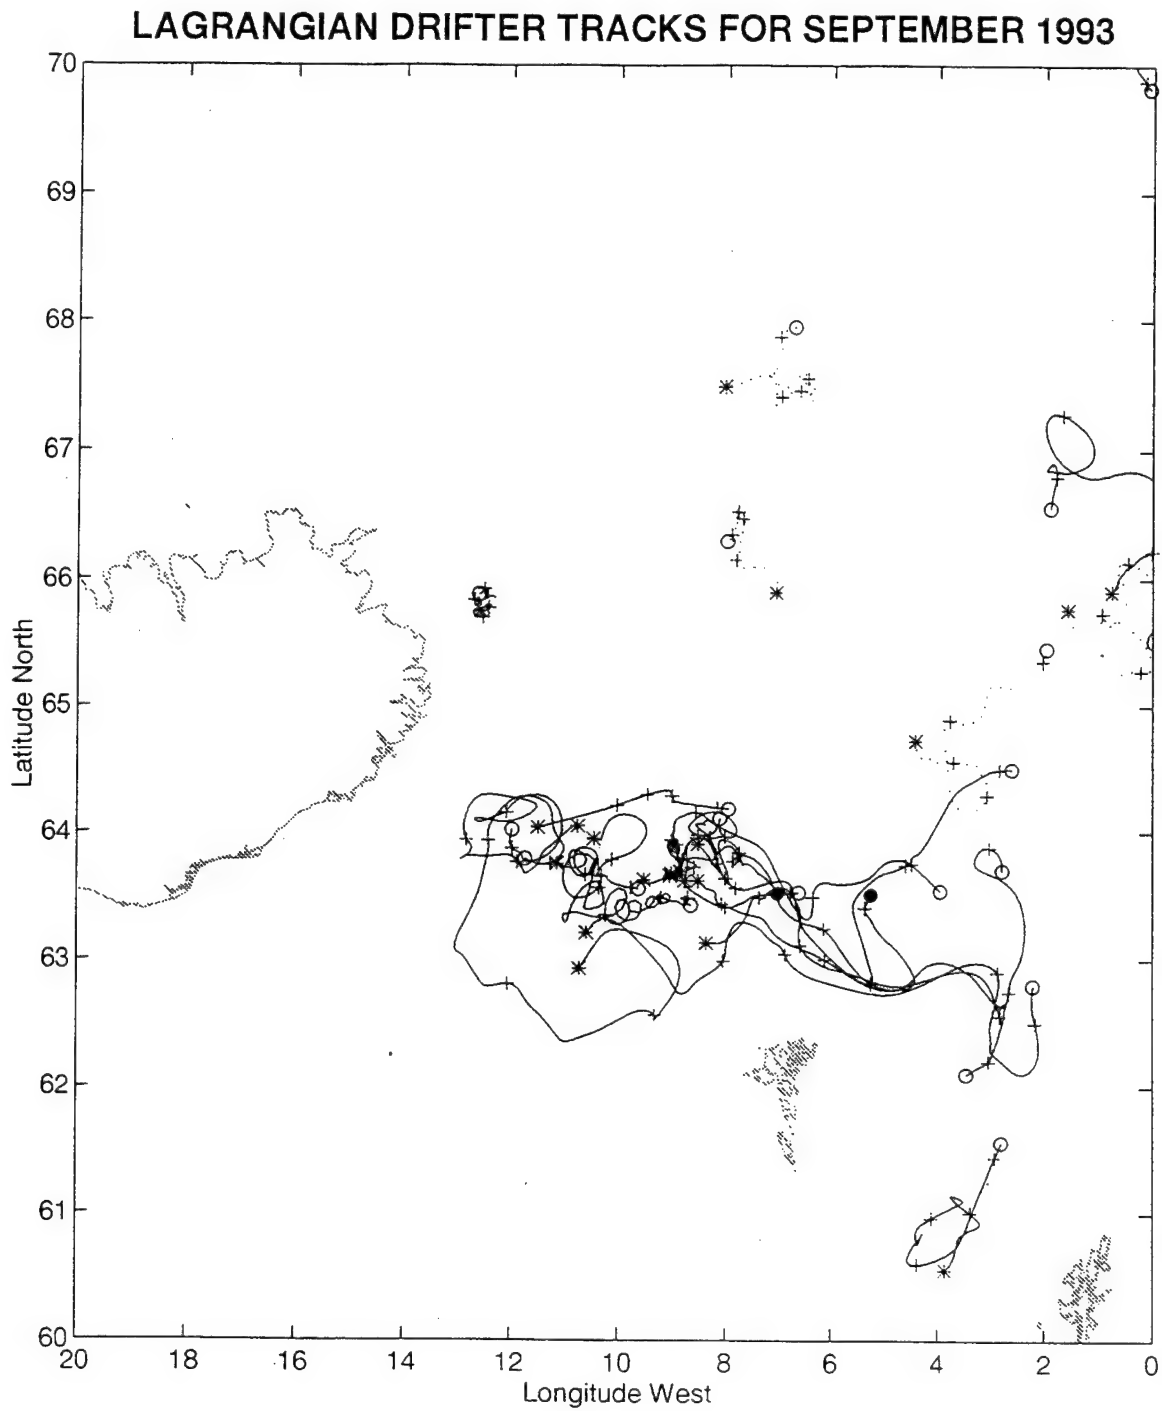 LAGRANGIAN DRIFTER TRACKS FOR SEPTEMBER 1993
70
69
68
67
66
65
64
63
62
61
60
Latitude North
20 18 16 14 12 10 8 6 4 2 0
Longitude West